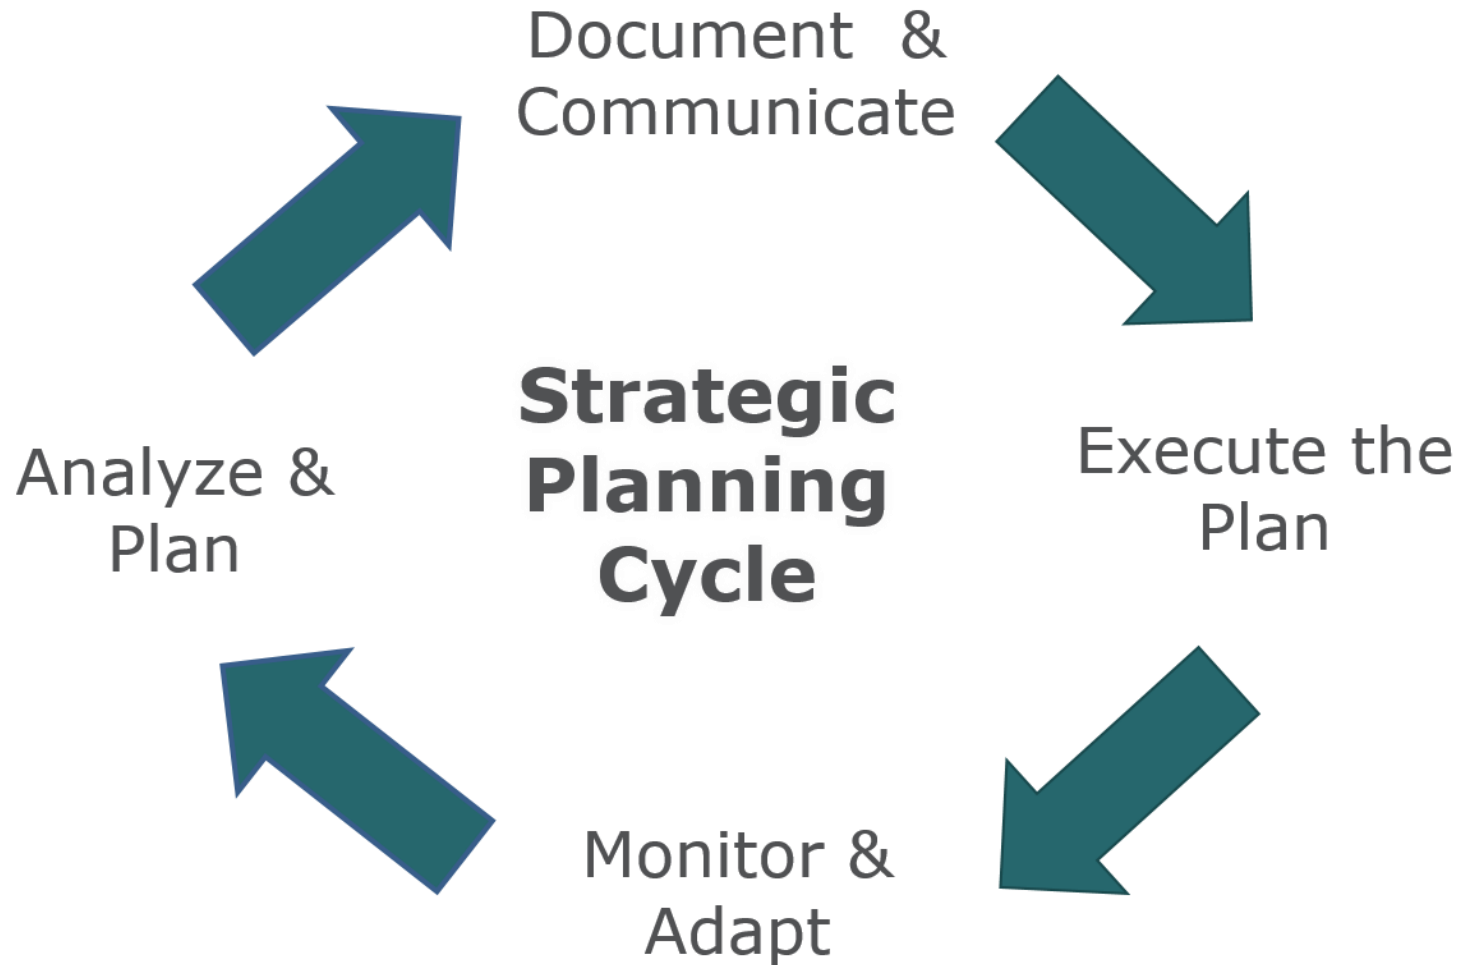 Document & 
Communicate
Strategic
Planning
Cycle
Analyze &
Plan
Execute the
Plan
Monitor &
Adapt